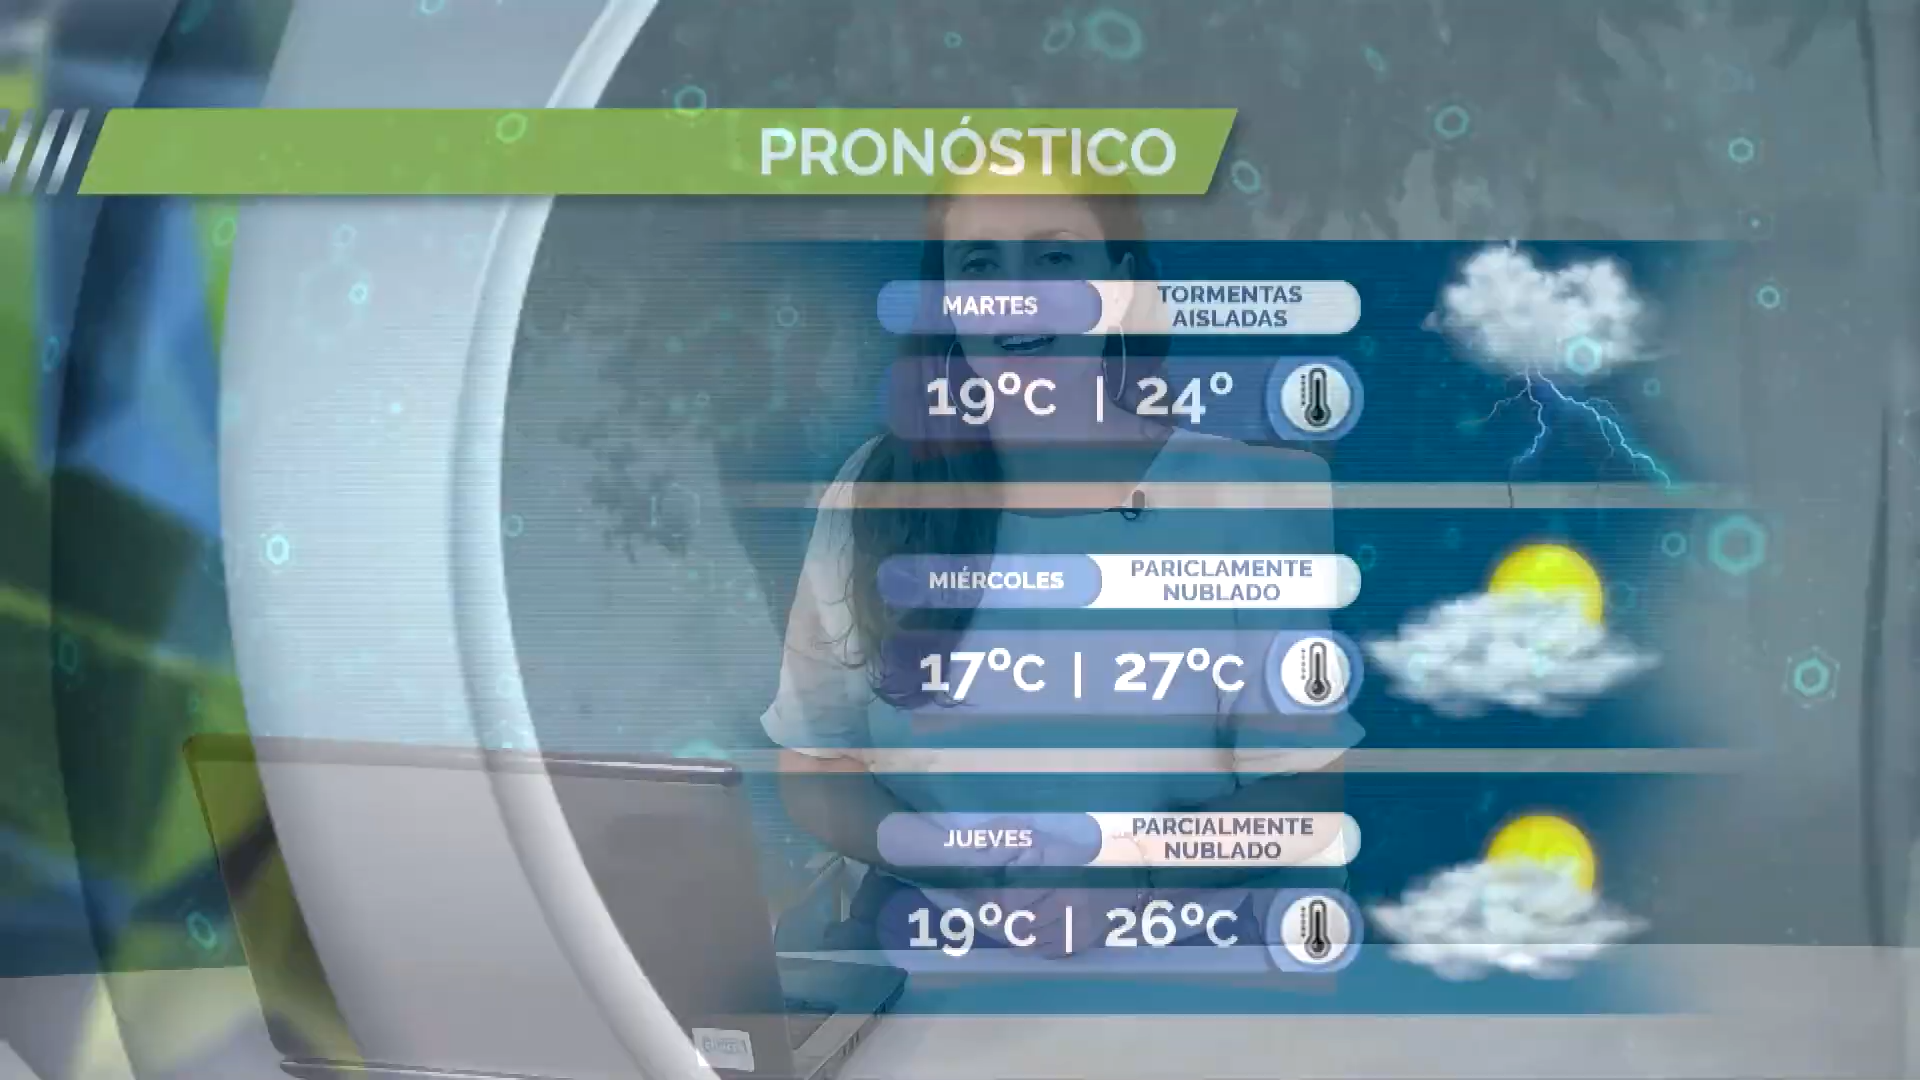 PRONÓSTICO
MARTES
TORMENTAS
AISLADAS
19°C | 24°
MIÉRCOLES
PARICLAMENTE
NUBLADO
17°C | 27°C
JUEVES
PARCIALMENTE
NUBLADO
19°C | 26°C